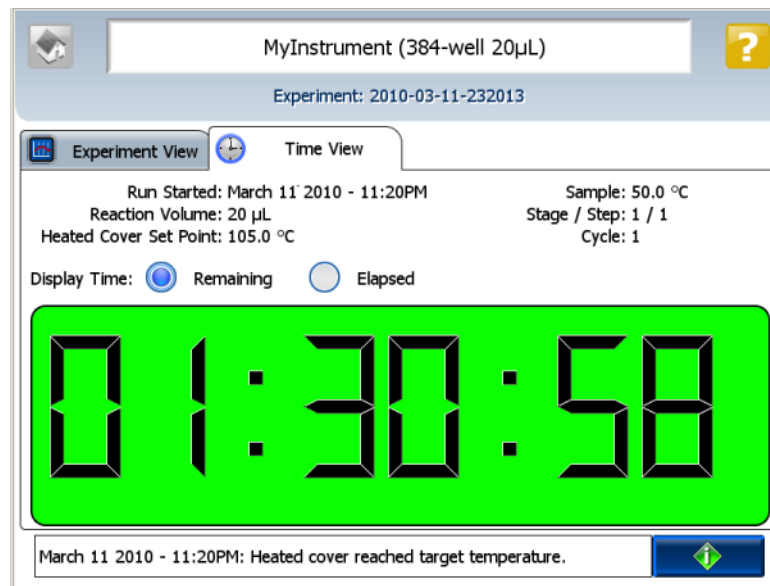 MyInstrument (384-well 20µL)
?
Experiment: 2010-03-11-232013
Experiment View
Time View
Run Started: March 11 2010 - 11:20PM
Reaction Volume: 20 µL
Heated Cover Set Point: 105.0 °C
Sample: 50.0 °C
Stage / Step: 1 / 1
Cycle: 1
Display Time: Remaining Elapsed
01:30:58
March 11 2010 - 11:20PM: Heated cover reached target temperature.
i